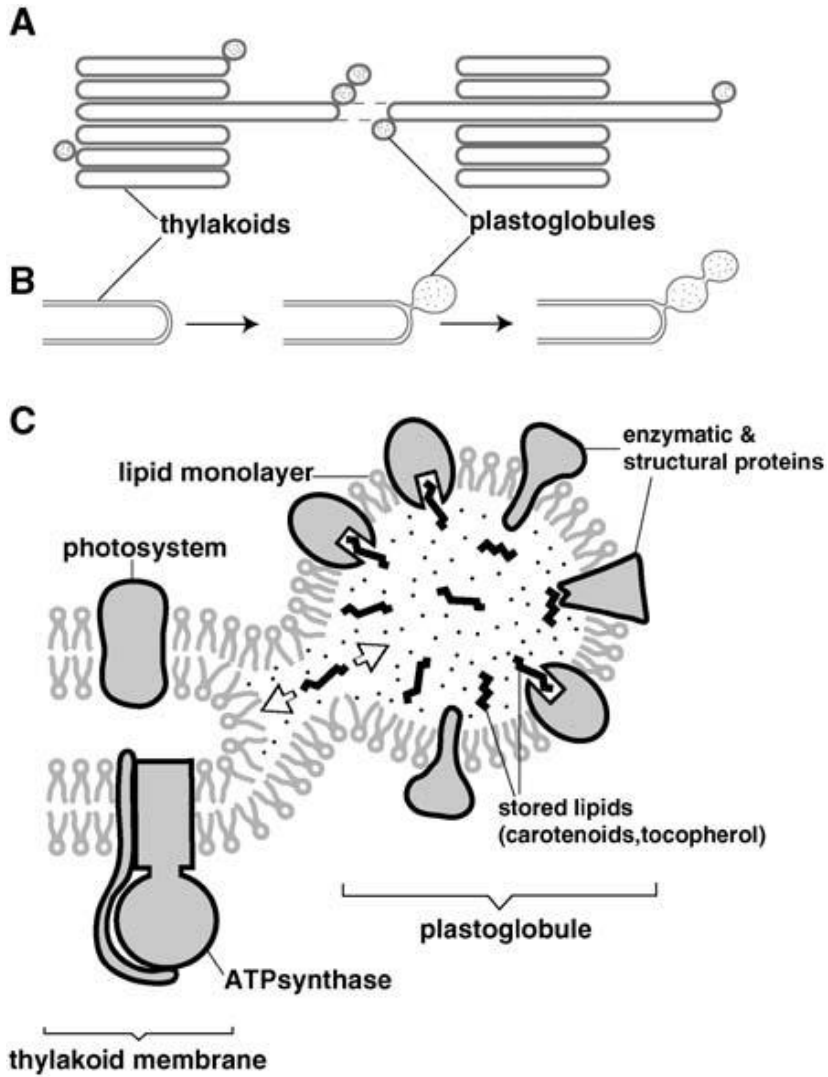 A
thylakoids
plastoglobules
B
C
enzymatic &
structural proteins
lipid monolayer
photosystem
stored lipids
(carotenoids,tocopherol)
plastoglobule
ATPsynthase
thylakoid membrane